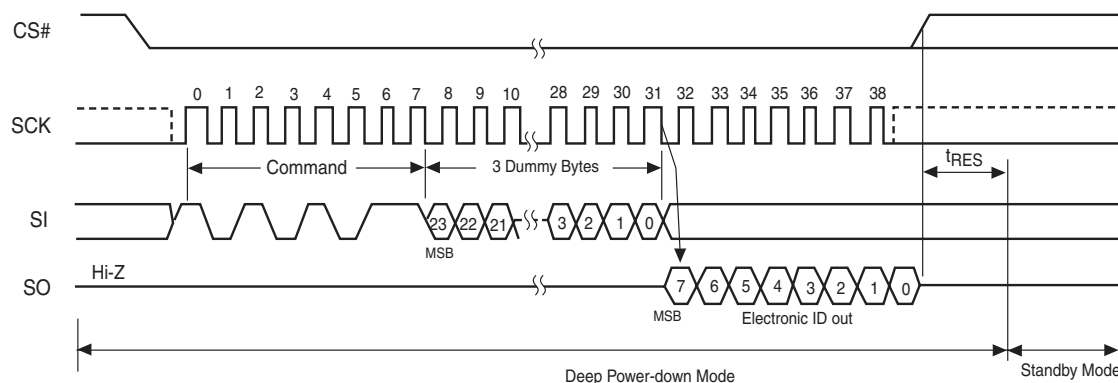 CS#
0 1 2 3 4 5 6 7 8 9 10 28 29 30 31 32 33 34 35 36 37 38
SCK
Command
3 Dummy Bytes
tRES
SI
23 22 21 3 2 1 0
MSB
Hi-Z
SO
7 6 5 4 3 2 1 0
MSB
Electronic ID out
Deep Power-down Mode
Standby Mode